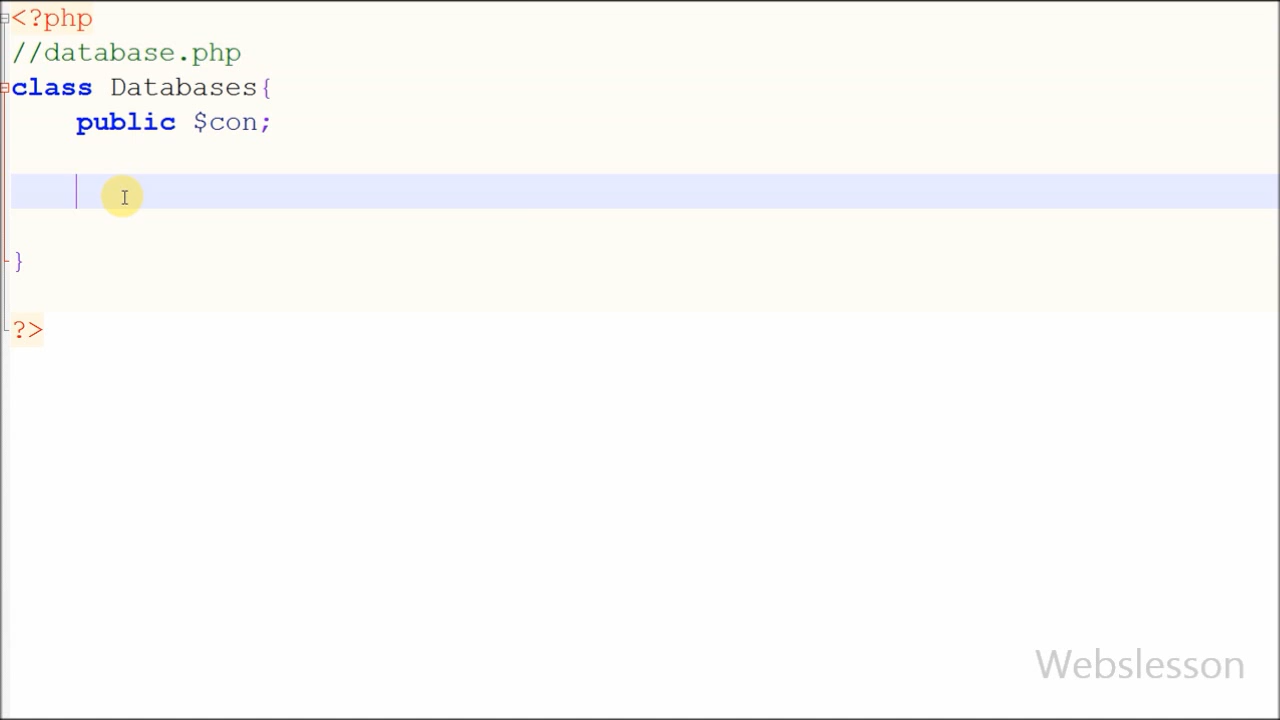 <?php
//database.php
class Databases{
public $con;
}
?>
Webslesson